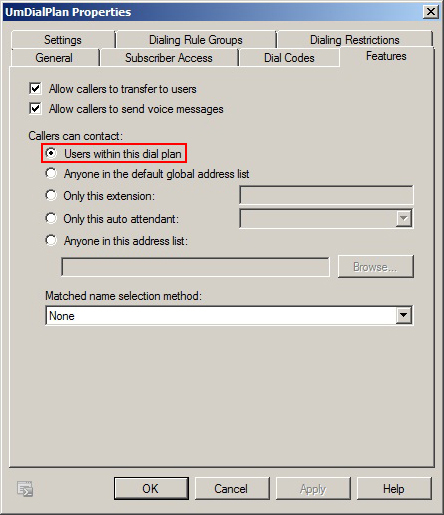 UmDialPlan Properties
Settings Dialing Rule Groups Dialing Restrictions
General Subscriber Access Dial Codes Features
Allow callers to transfer to users
Allow callers to send voice messages
Callers can contact:
Users within this dial plan
Anyone in the default global address list
Only this extension:
Only this auto attendant:
Anyone in this address list:
Browse...
Matched name selection method:
None
OK Cancel Apply Help